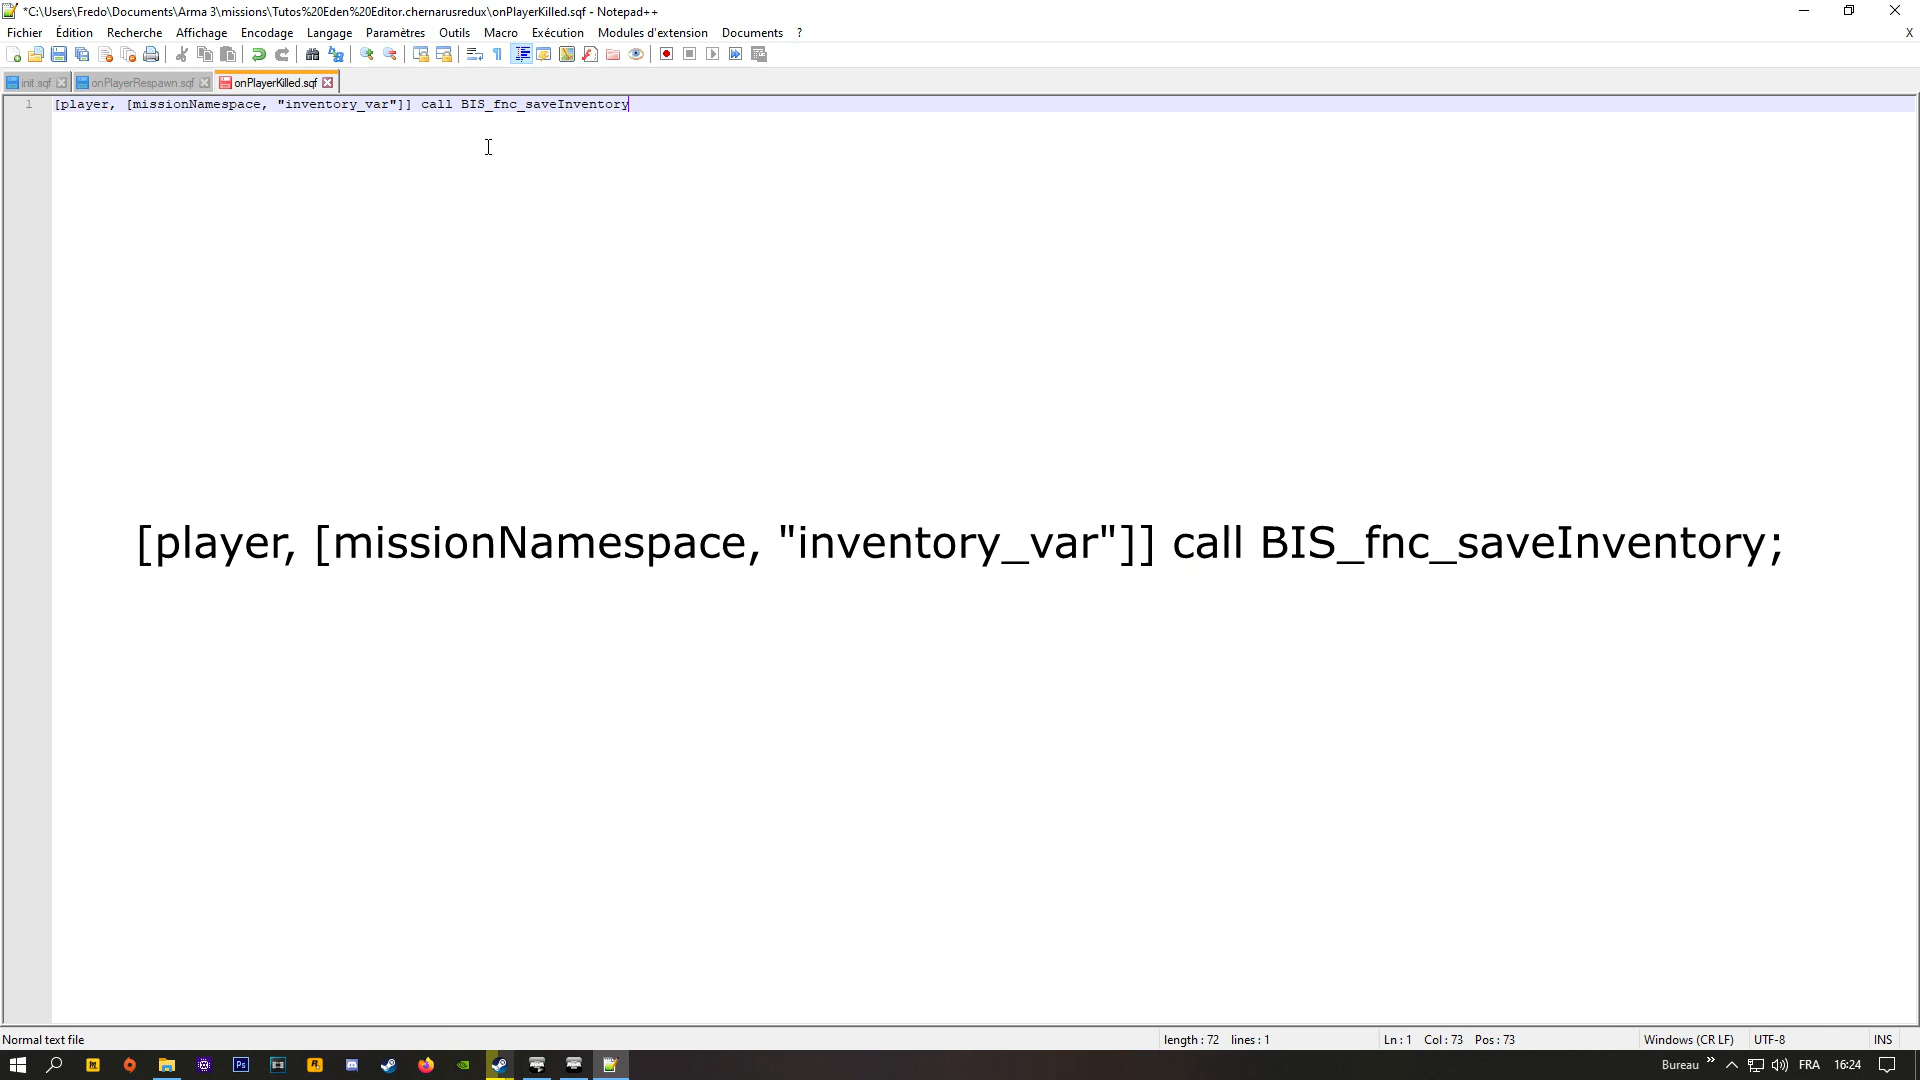 *C:\Users\Fredo\Documents\Arma 3\missions\Tutos%20Eden%20Editor.chernarusredux\onPlayerKilled.sqf - Notepad++
Fichier Édition Recherche Affichage Encodage Langage Paramètres Outils Macro Exécution Modules d'extension Documents ? X
init.sqf onPlayerRespawn.sqf onPlayerKilled.sqf
1 [player, [missionNamespace, "inventory_var"]] call BIS_fnc_saveInventory
[player, [missionNamespace, "inventory_var"]] call BIS_fnc_saveInventory;
Normal text file length : 72 lines : 1 Ln : 1 Col : 73 Pos : 73 Windows (CR LF) UTF-8 INS
Bureau FRA 16:24